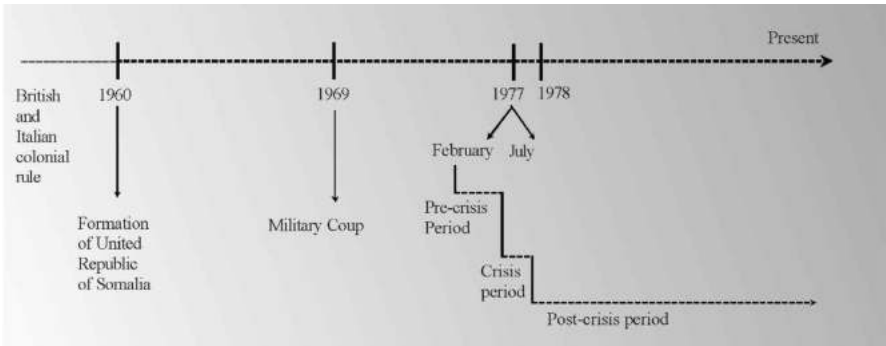 Present
British
and
Italian
colonial
rule
1960
1969
1977
1978
February
July
Formation
of United
Republic
of Somalia
Military Coup
Pre-crisis
Period
Crisis
period
Post-crisis period